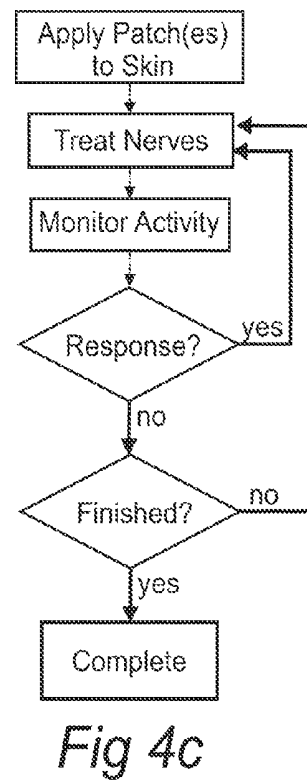 Apply Patch(es)
to Skin
Treat Nerves
Monitor Activity
Response?
yes
no
Finished?
no
yes
Complete
Fig 4c